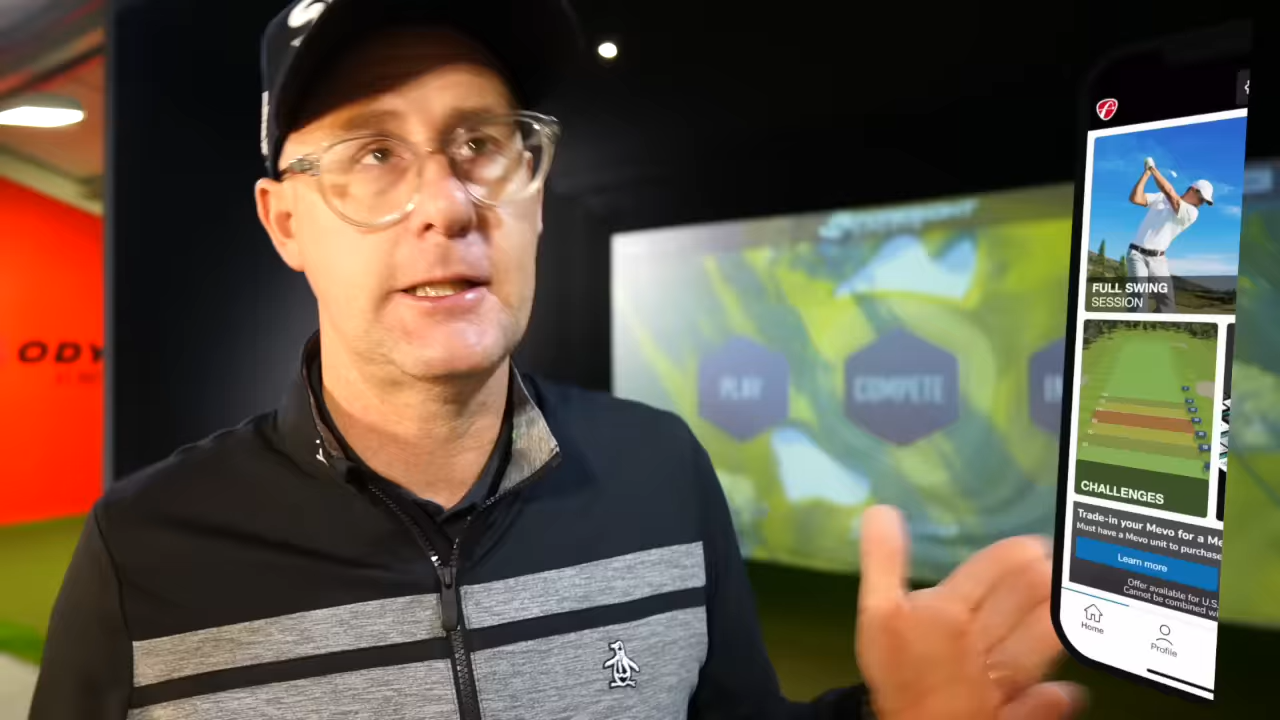 ODY
PLAY
COMPETE
FULL SWING
SESSION
CHALLENGES
Trade-in your Mevo for a Me
Must have a Mevo unit to purchase
Learn more
Offer available for U.S.
Cannot be combined wi
Home
Profile